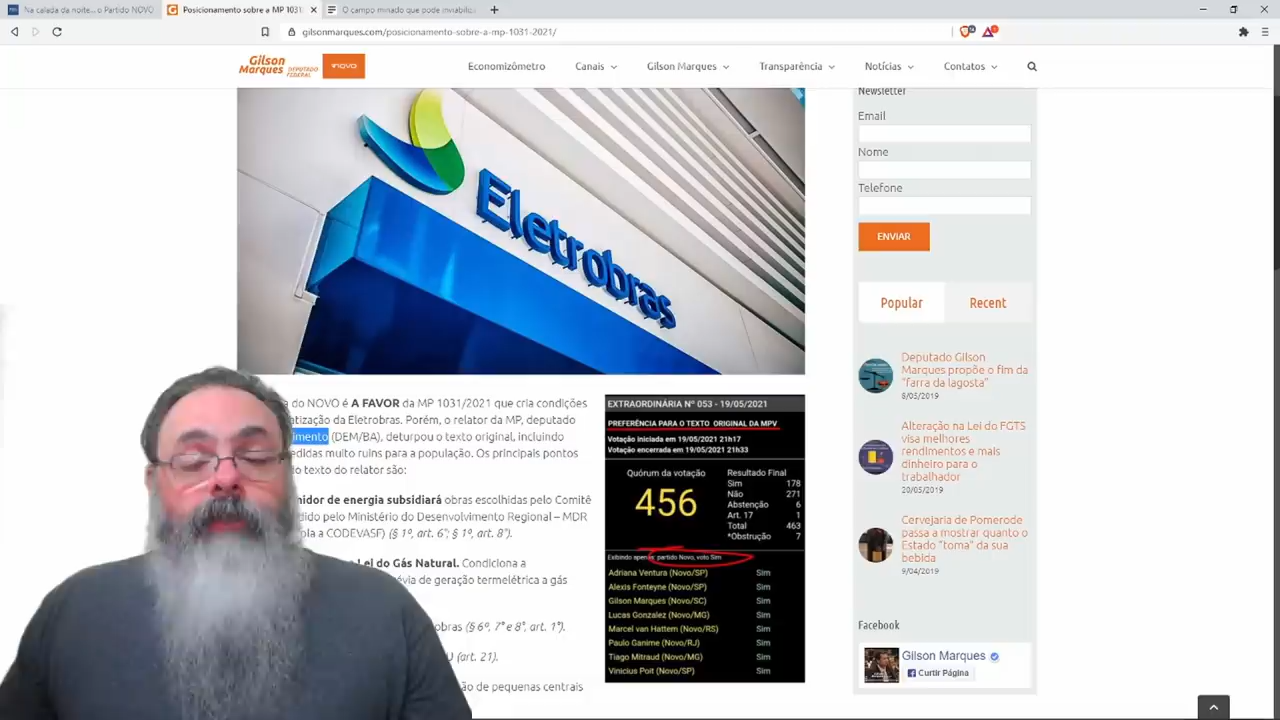 Na calada da noite... o Partido NOVO
Posicionamento sobre a MP 1031
O campo minado que pode inviabiliz
gilsonmarques.com/posicionamento-sobre-a-mp-1031-2021/
Gilson Marques DEPUTADO FEDERAL
NOVO
Economizômetro
Canais
Gilson Marques
Transparência
Notícias
Contatos
Eletrobras
Newsletter
Email
Nome
Telefone
ENVIAR
Popular
Recent
Deputado Gilson
Marques propõe o fim da
"farra da lagosta"
8/05/2019
Alteração na Lei do FGTS
visa melhores
rendimentos e mais
dinheiro para o
trabalhador
20/05/2019
Cervejaria de Pomerode
passa a mostrar quanto o
Estado "toma" da sua
bebida
9/04/2019
Facebook
Gilson Marques
Curtir Página
do NOVO é A FAVOR da MP 1031/2021 que cria condições
atização da Eletrobras. Porém, o relator da MP, deputado
imento (DEM/BA), deturpou o texto original, incluindo
edidas muito ruins para a população. Os principais pontos
do texto do relator são:
midor de energia subsidiará obras escolhidas pelo Comitê
dido pelo Ministério do Desenvolvimento Regional – MDR
ola a CODEVASF) (§ 1º, art. 6º; § 1º, art. 8º).
Lei do Gás Natural. Condiciona a
évia de geração termelétrica a gás
obras (§ 6º, 7º e 8º, art. 1º).
U (art. 21).
ão de pequenas centrais
EXTRAORDINÁRIA Nº 053 - 19/05/2021
PREFERÊNCIA PARA O TEXTO ORIGINAL DA MPV
Votação iniciada em 19/05/2021 21h17
Votação encerrada em 19/05/2021 21h33
Quórum da votação
456
Resultado Final
Sim 178
Não 271
Abstenção 6
Art. 17 1
Total 463
*Obstrução 7
Exibindo apenas partido Novo, voto Sim
Adriana Ventura (Novo/SP) Sim
Alexis Fonteyne (Novo/SP) Sim
Gilson Marques (Novo/SC) Sim
Lucas Gonzalez (Novo/MG) Sim
Marcel van Hattem (Novo/RS) Sim
Paulo Ganime (Novo/RJ) Sim
Tiago Mitraud (Novo/MG) Sim
Vinicius Poit (Novo/SP) Sim